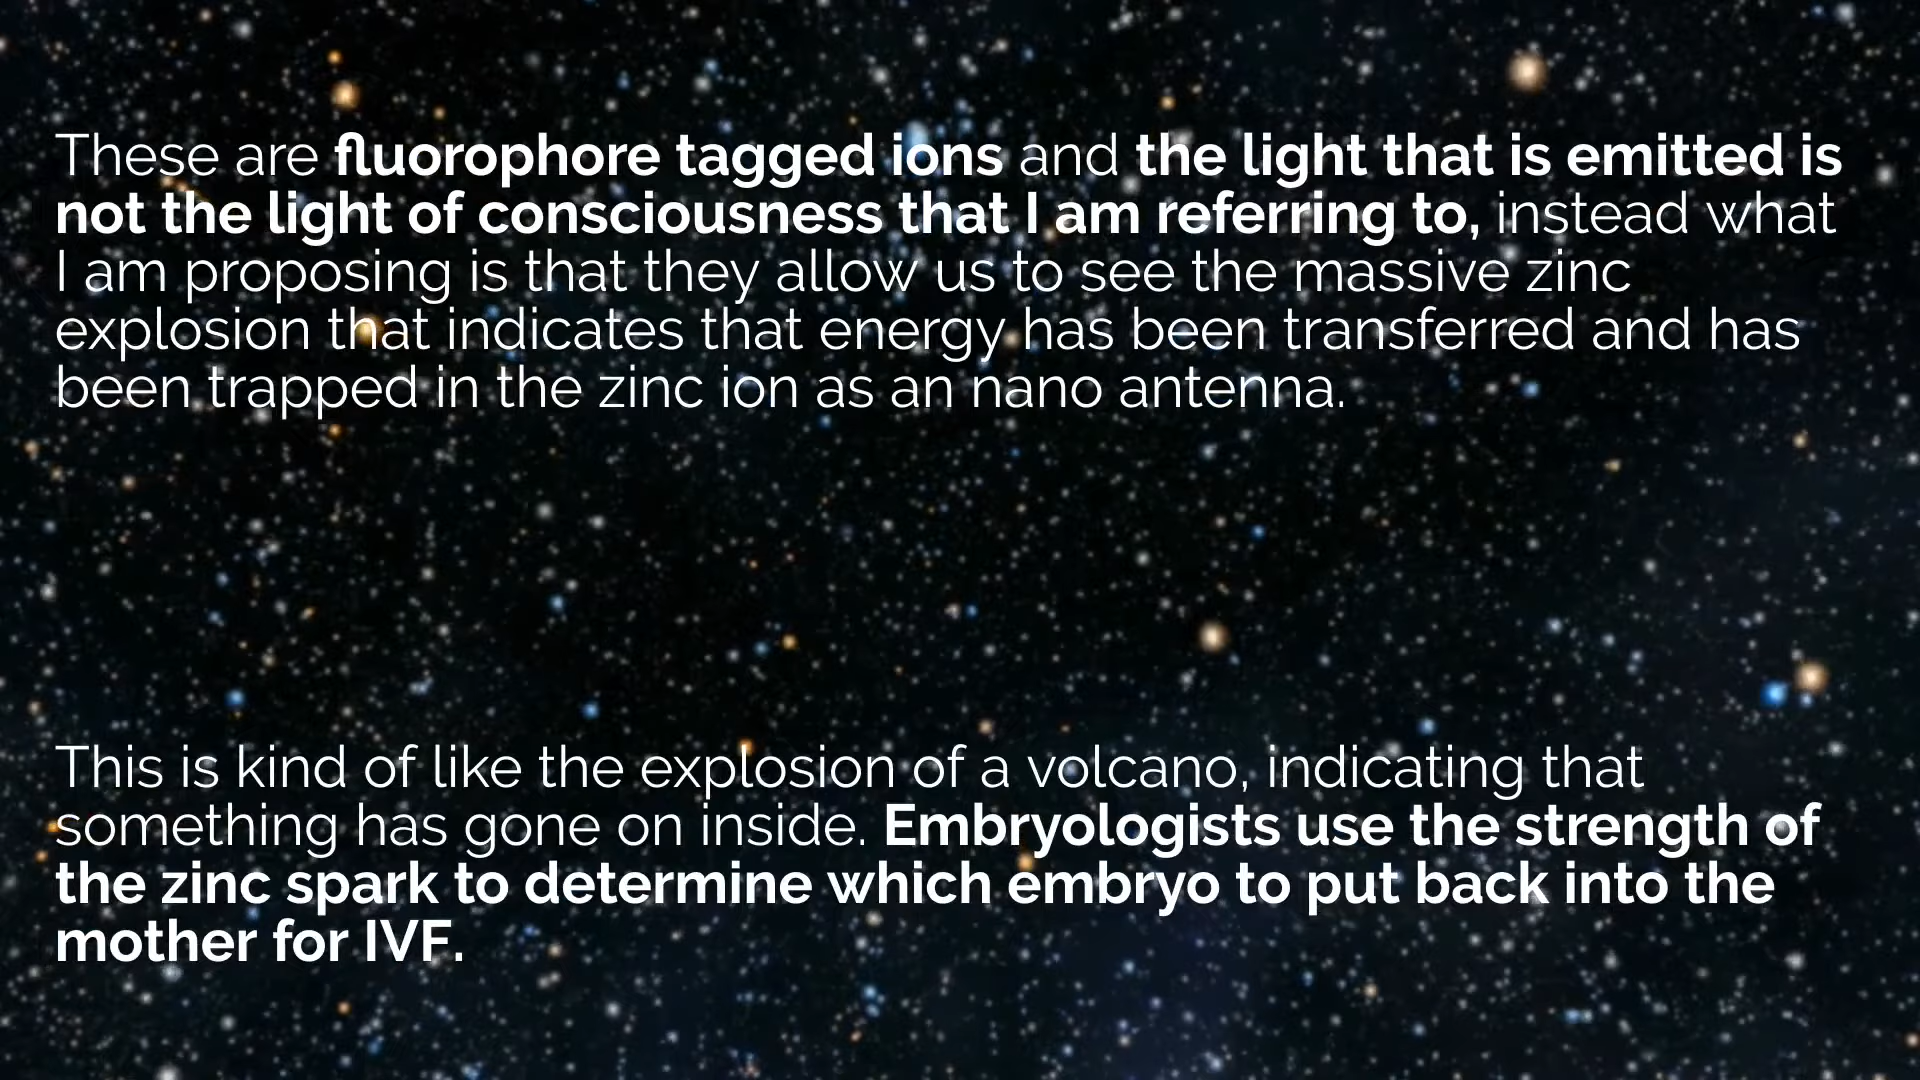 These are fluorophore tagged ions and the light that is emitted is
not the light of consciousness that I am referring to, instead what
I am proposing is that they allow us to see the massive zinc
explosion that indicates that energy has been transferred and has
been trapped in the zinc ion as an nano antenna.
This is kind of like the explosion of a volcano, indicating that
something has gone on inside. Embryologists use the strength of
the zinc spark to determine which embryo to put back into the
mother for IVF.